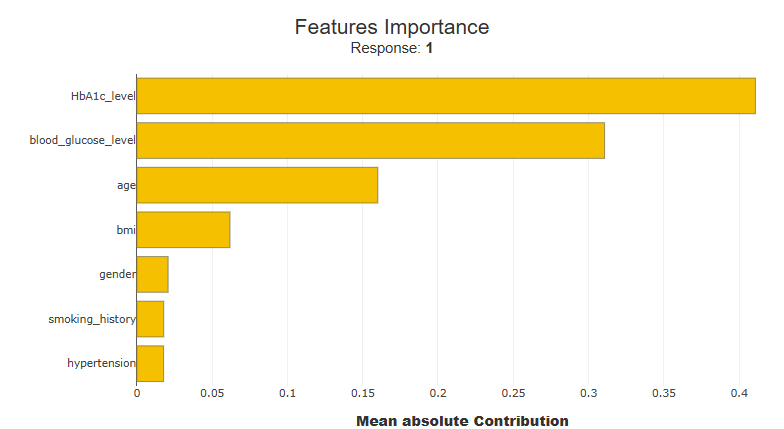 Features Importance
Response: 1
HbA1c_level
blood_glucose_level
age
bmi
gender
smoking_history
hypertension
0 0.05 0.1 0.15 0.2 0.25 0.3 0.35 0.4
Mean absolute Contribution